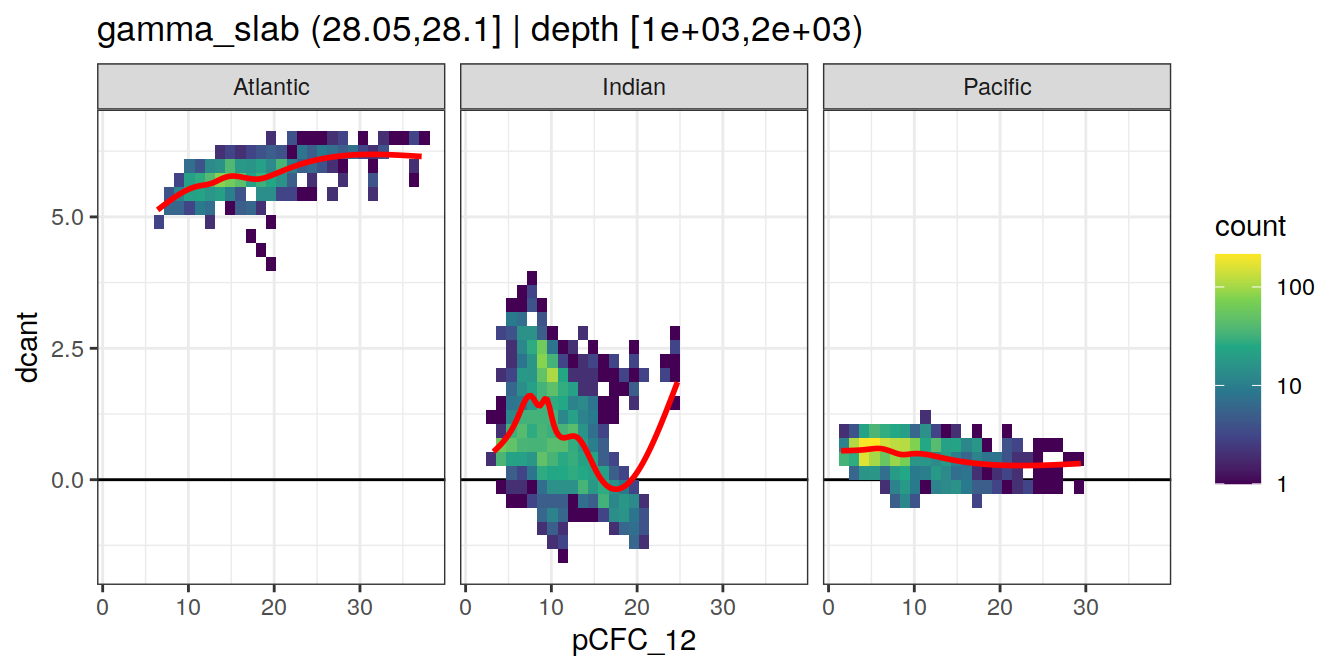 gamma_slab (28.05,28.1] | depth [1e+03,2e+03)
Atlantic Indian Pacific
dcant
5.0
2.5
0.0
0 10 20 30 0 10 20 30 0 10 20 30
pCFC_12
count
100
10
1